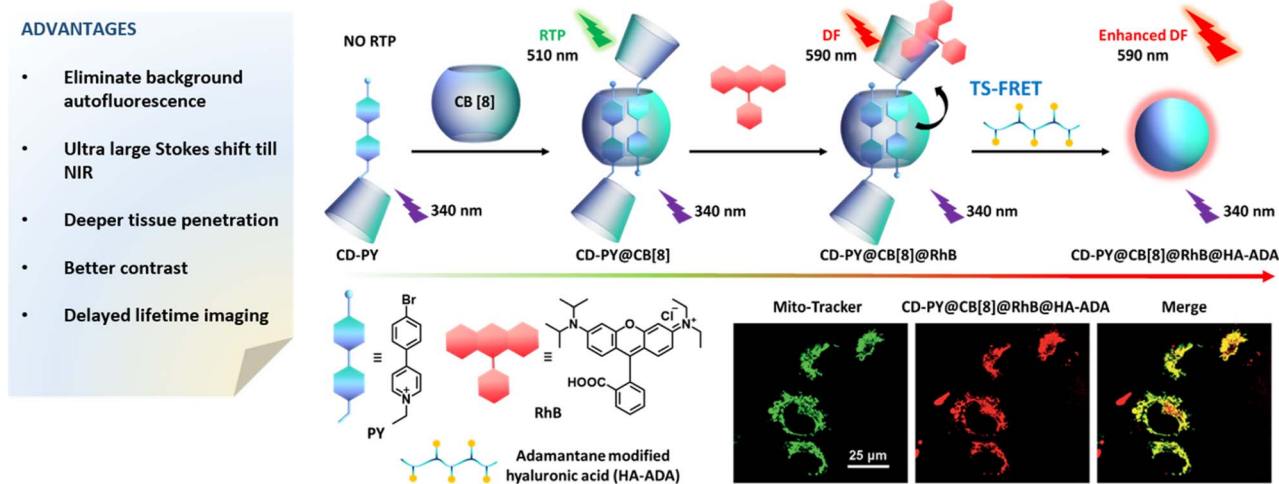 ADVANTAGES
• Eliminate background
autofluorescence
• Ultra large Stokes shift till
NIR
• Deeper tissue penetration
• Better contrast
• Delayed lifetime imaging
NO RTP
CB [8]
RTP
510 nm
DF
590 nm
TS-FRET
Enhanced DF
590 nm
340 nm
340 nm
340 nm
340 nm
CD-PY
CD-PY@CB[8]
CD-PY@CB[8]@RhB
CD-PY@CB[8]@RhB@HA-ADA
≡
Br
N+
PY
≡
N
O
Cl-
N+
HOOC
RhB
Adamantane modified
hyaluronic acid (HA-ADA)
Mito-Tracker
CD-PY@CB[8]@RhB@HA-ADA
Merge
25 μm